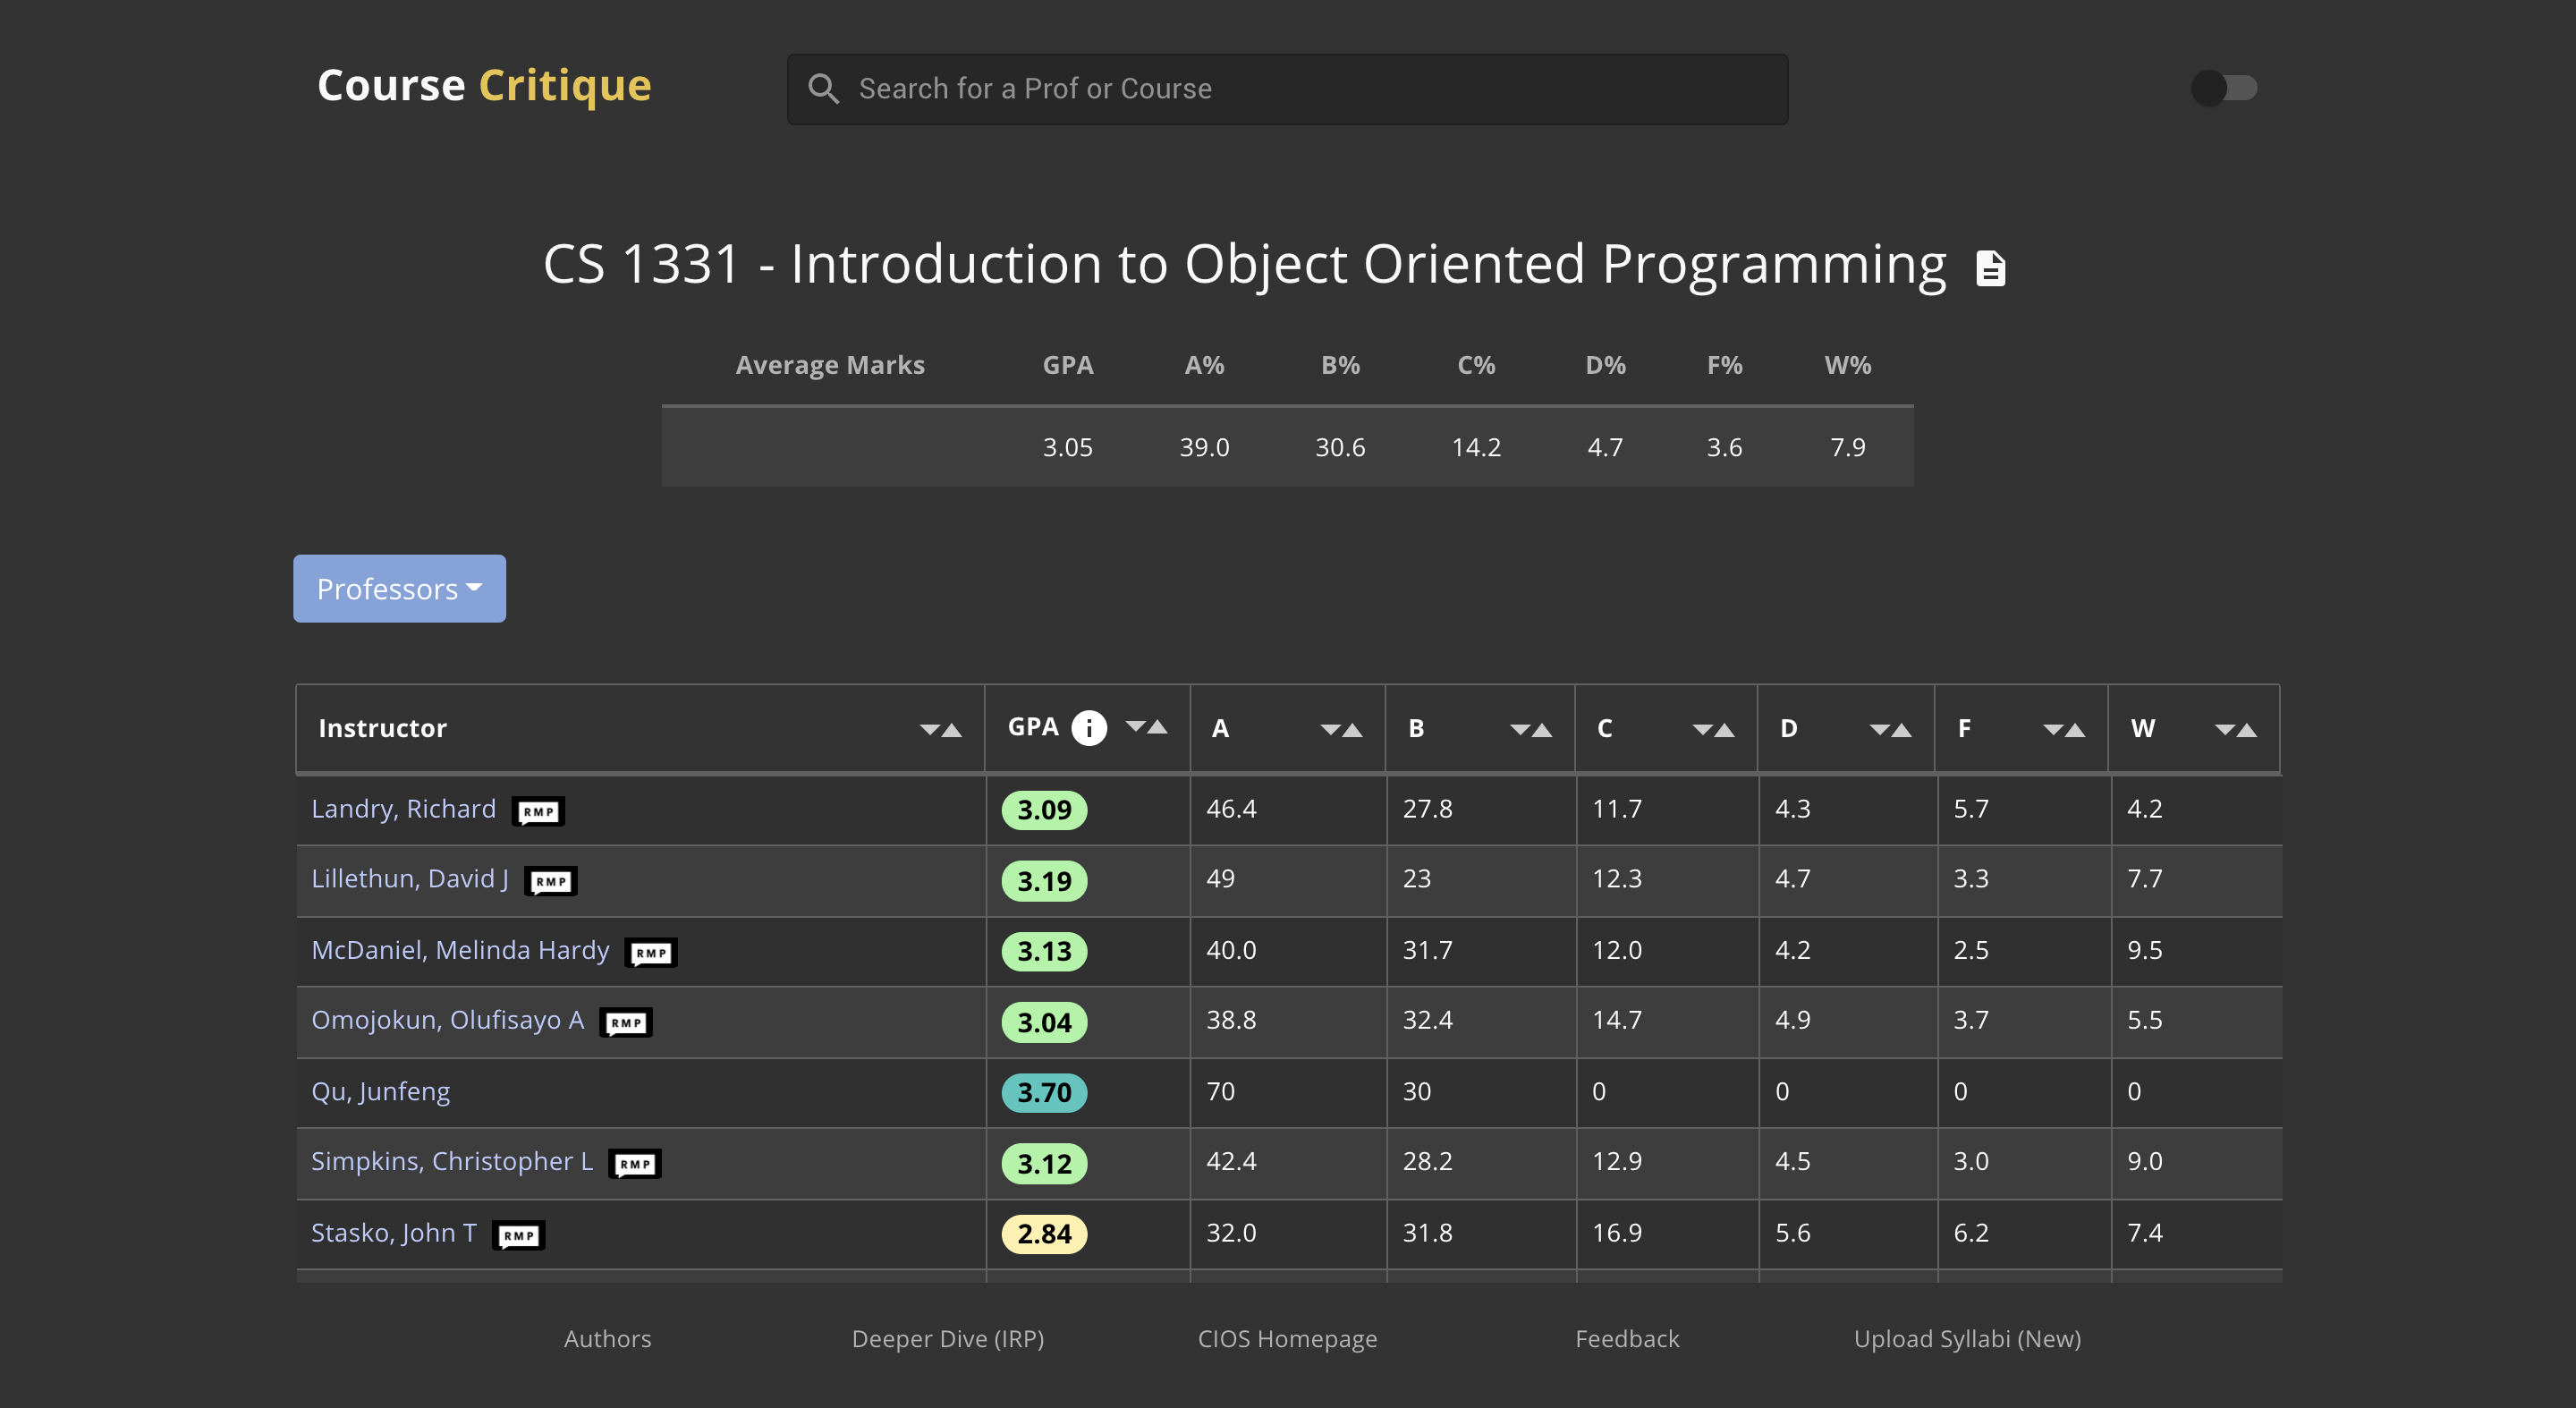 Course Critique
Search for a Prof or Course
CS 1331 - Introduction to Object Oriented Programming
Average Marks GPA A% B% C% D% F% W%
3.05 39.0 30.6 14.2 4.7 3.6 7.9
Professors
Instructor GPA i A B C D F W
Landry, Richard RMP 3.09 46.4 27.8 11.7 4.3 5.7 4.2
Lillethun, David J RMP 3.19 49 23 12.3 4.7 3.3 7.7
McDaniel, Melinda Hardy RMP 3.13 40.0 31.7 12.0 4.2 2.5 9.5
Omojokun, Olufisayo A RMP 3.04 38.8 32.4 14.7 4.9 3.7 5.5
Qu, Junfeng 3.70 70 30 0 0 0 0
Simpkins, Christopher L RMP 3.12 42.4 28.2 12.9 4.5 3.0 9.0
Stasko, John T RMP 2.84 32.0 31.8 16.9 5.6 6.2 7.4
Authors Deeper Dive (IRP) CIOS Homepage Feedback Upload Syllabi (New)